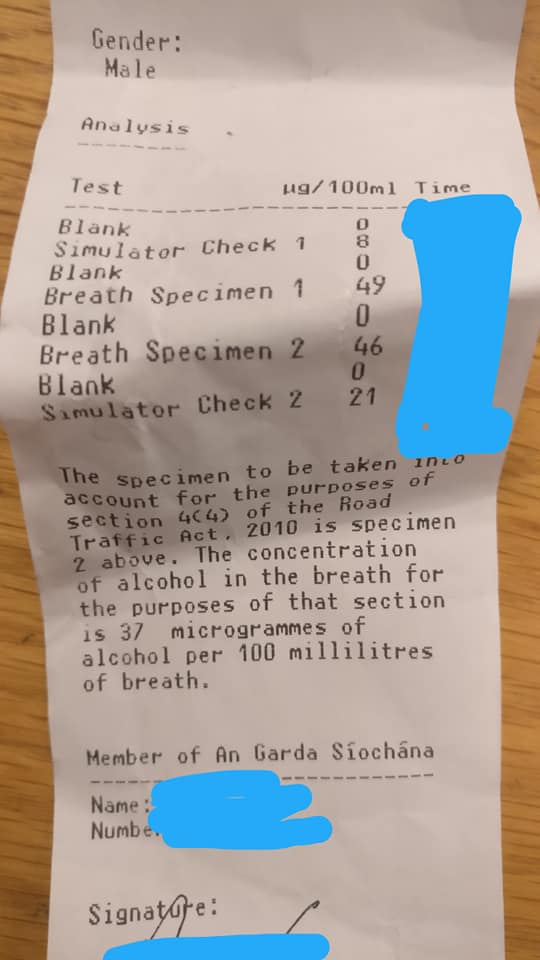 Gender:
Male
Analysis
Test µg/100ml Time
Blank 0
Simulator Check 1 8
Blank 0
Breath Specimen 1 49
Blank 0
Breath Specimen 2 46
Blank 0
Simulator Check 2 21
The specimen to be taken into
account for the purposes of
section 4(4) of the Road
Traffic Act, 2010 is specimen
2 above. The concentration
of alcohol in the breath for
the purposes of that section
is 37 microgrammes of
alcohol per 100 millilitres
of breath.
Member of An Garda Síochána
Name:
Signature: